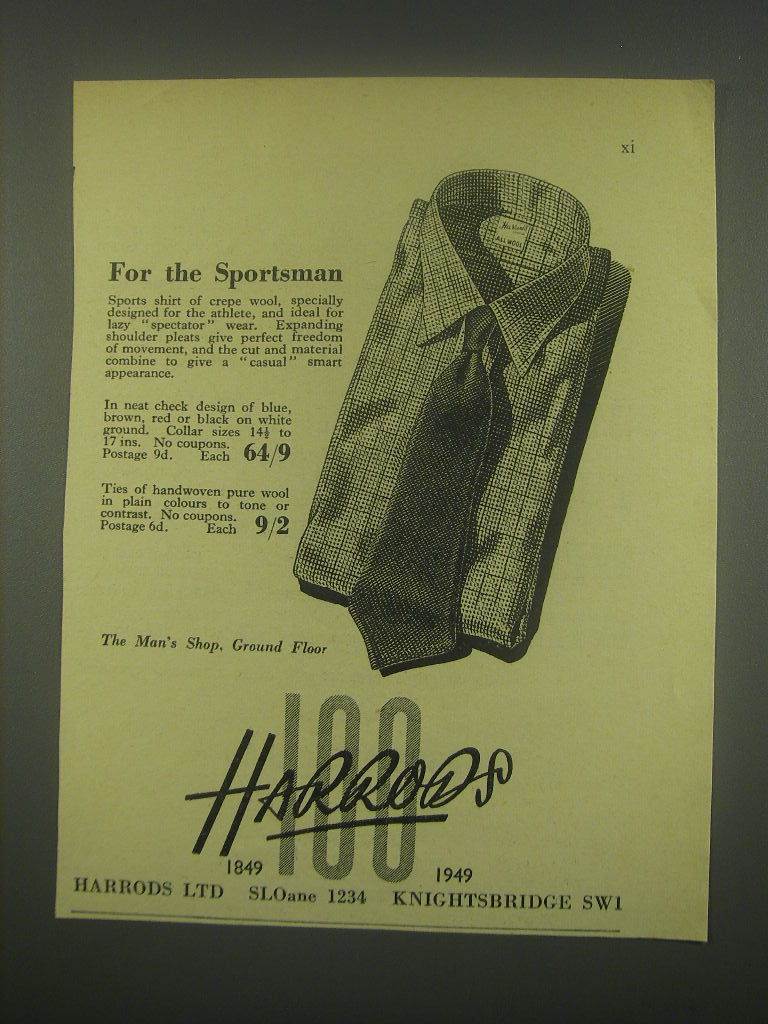 xi
Harrods
ALL WOOL
For the Sportsman
Sports shirt of crepe wool, specially
designed for the athlete, and ideal for
lazy "spectator" wear. Expanding
shoulder pleats give perfect freedom
of movement, and the cut and material
combine to give a "casual" smart
appearance.
In neat check design of blue,
brown, red or black on white
ground. Collar sizes 14½ to
17 ins. No coupons.
Postage 9d. Each 64/9
Ties of handwoven pure wool
in plain colours to tone or
contrast. No coupons.
Postage 6d. Each 9/2
The Man's Shop, Ground Floor
100
HARRODS
1849 1949
HARRODS LTD SLOane 1234 KNIGHTSBRIDGE SW1